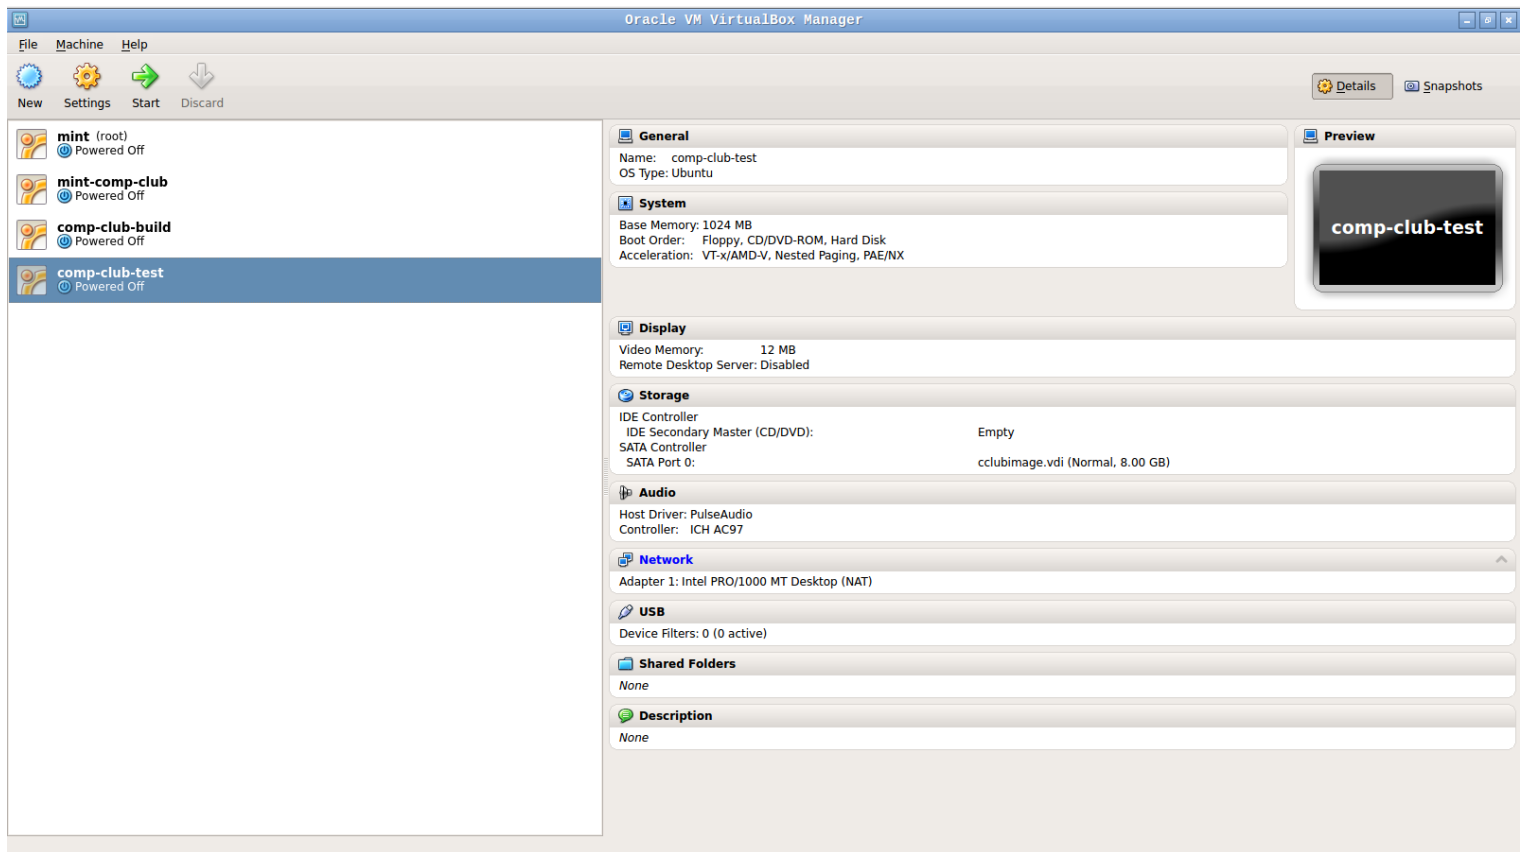 Oracle VM VirtualBox Manager
File Machine Help
New Settings Start Discard
Details Snapshots
mint (root)
Powered Off
mint-comp-club
Powered Off
comp-club-build
Powered Off
comp-club-test
Powered Off
General
Name: comp-club-test
OS Type: Ubuntu
System
Base Memory: 1024 MB
Boot Order: Floppy, CD/DVD-ROM, Hard Disk
Acceleration: VT-x/AMD-V, Nested Paging, PAE/NX
Preview
comp-club-test
Display
Video Memory: 12 MB
Remote Desktop Server: Disabled
Storage
IDE Controller
IDE Secondary Master (CD/DVD): Empty
SATA Controller
SATA Port 0: cclubimage.vdi (Normal, 8.00 GB)
Audio
Host Driver: PulseAudio
Controller: ICH AC97
Network
Adapter 1: Intel PRO/1000 MT Desktop (NAT)
USB
Device Filters: 0 (0 active)
Shared Folders
None
Description
None